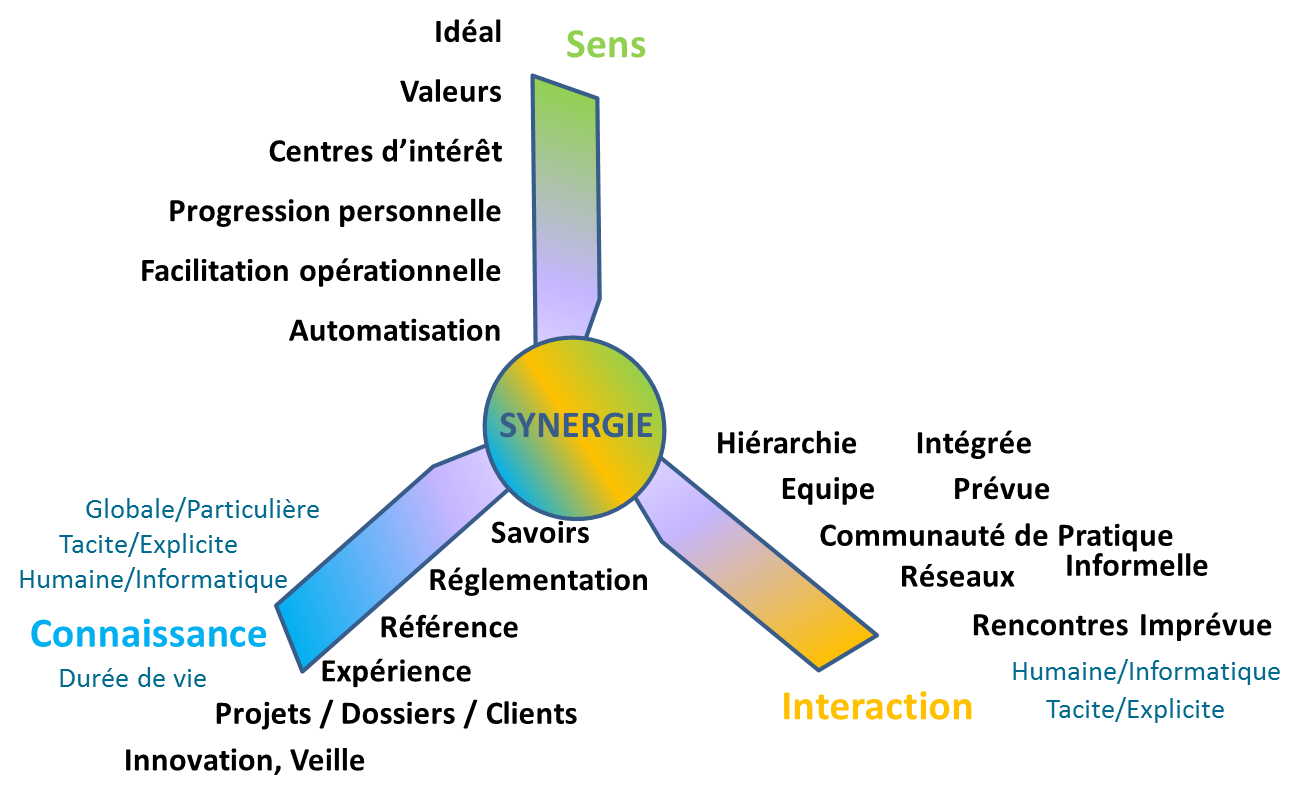 Idéal
Sens
Valeurs
Centres d’intérêt
Progression personnelle
Facilitation opérationnelle
Automatisation
SYNERGIE
Hiérarchie Intégrée
Equipe Prévue
Communauté de Pratique
Réseaux Informelle
Rencontres Imprévue
Humaine/Informatique
Tacite/Explicite
Interaction
Globale/Particulière
Tacite/Explicite
Humaine/Informatique
Connaissance
Durée de vie
Savoirs
Réglementation
Référence
Expérience
Projets / Dossiers / Clients
Innovation, Veille